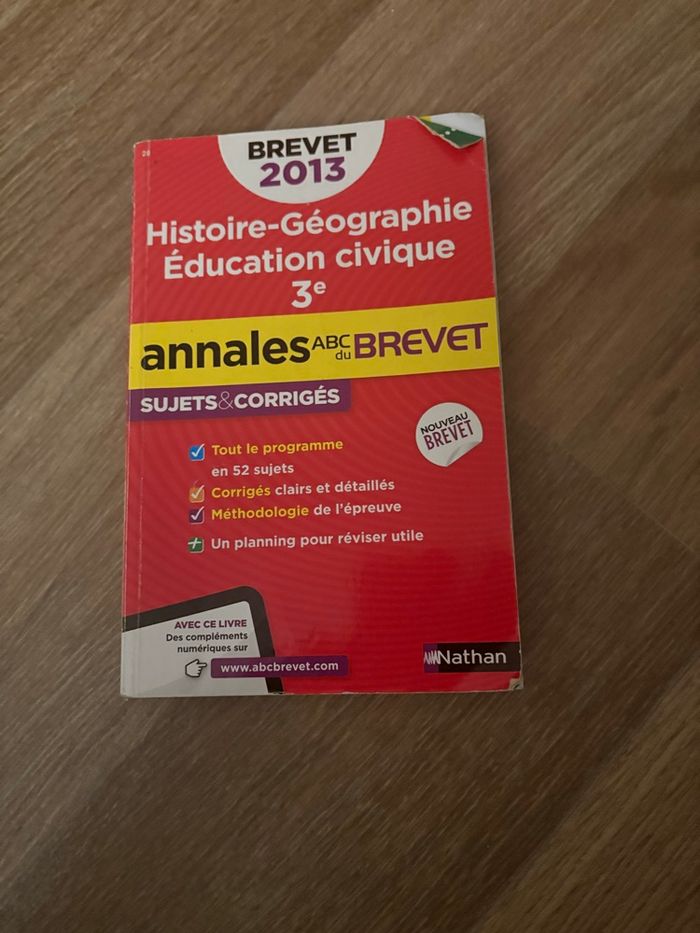 BREVET
2013
Histoire-Géographie
Éducation civique
3e
annales ABC du BREVET
SUJETS&CORRIGÉS
NOUVEAU
BREVET
Tout le programme
en 52 sujets
Corrigés clairs et détaillés
Méthodologie de l'épreuve
Un planning pour réviser utile
AVEC CE LIVRE
Des compléments
numériques sur
www.abcbrevet.com
Nathan